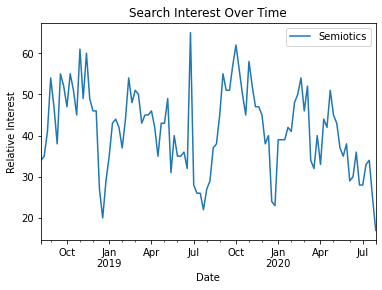 Search Interest Over Time
Semiotics
Relative Interest
60
50
40
30
20
Oct Jan Apr Jul Oct Jan Apr Jul
2019 2020
Date